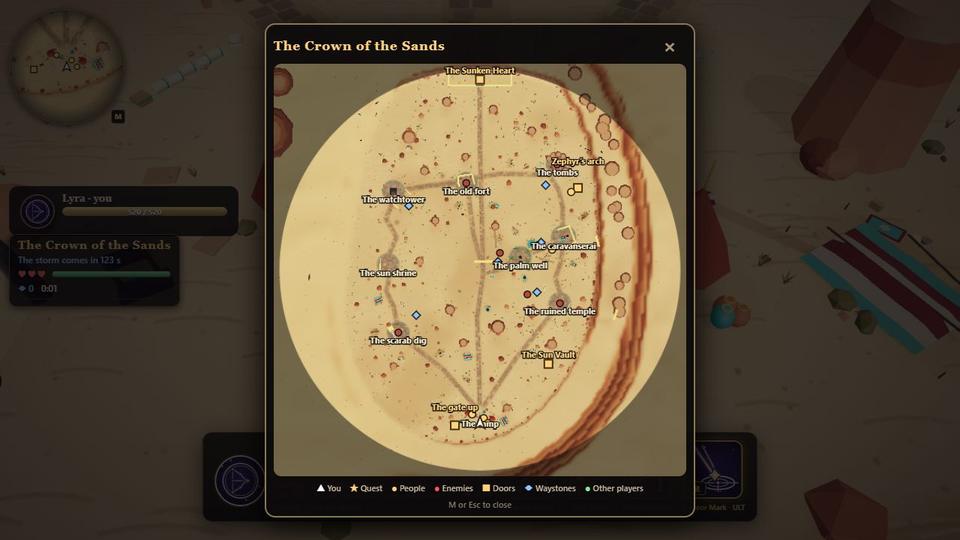 The Crown of the Sands
The Sunken Heart
Zephyr's arch
The tombs
The old fort
The watchtower
The caravanserai
The palm well
The sun shrine
The ruined temple
The scarab dig
The Sun Vault
The gate up
M
Lyra - you
520 / 520
The Crown of the Sands
The storm comes in 123 s
0 0:01
You Quest People Enemies Doors Waystones Other players
M or Esc to close
Mark · ULT